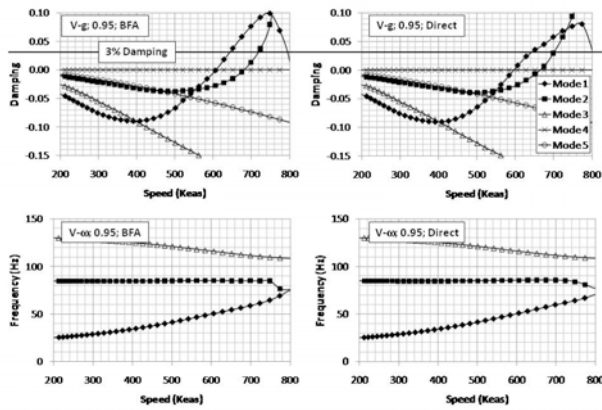 V-g; 0.95; BFA
3% Damping
Damping
0.10
0.05
0.00
-0.05
-0.10
-0.15
200 300 400 500 600 700 800
Speed (Keas)
V-g; 0.95; Direct
Damping
0.10
0.05
0.00
-0.05
-0.10
-0.15
Mode1
Mode2
Mode3
Mode4
Mode5
200 300 400 500 600 700 800
Speed (Keas)
0.95; BFA
Frequency (Hz)
150
100
50
0
200 300 400 500 600 700 800
Speed (Keas)
0.95; Direct
Frequency (Hz)
150
100
50
0
200 300 400 500 600 700 800
Speed (Keas)